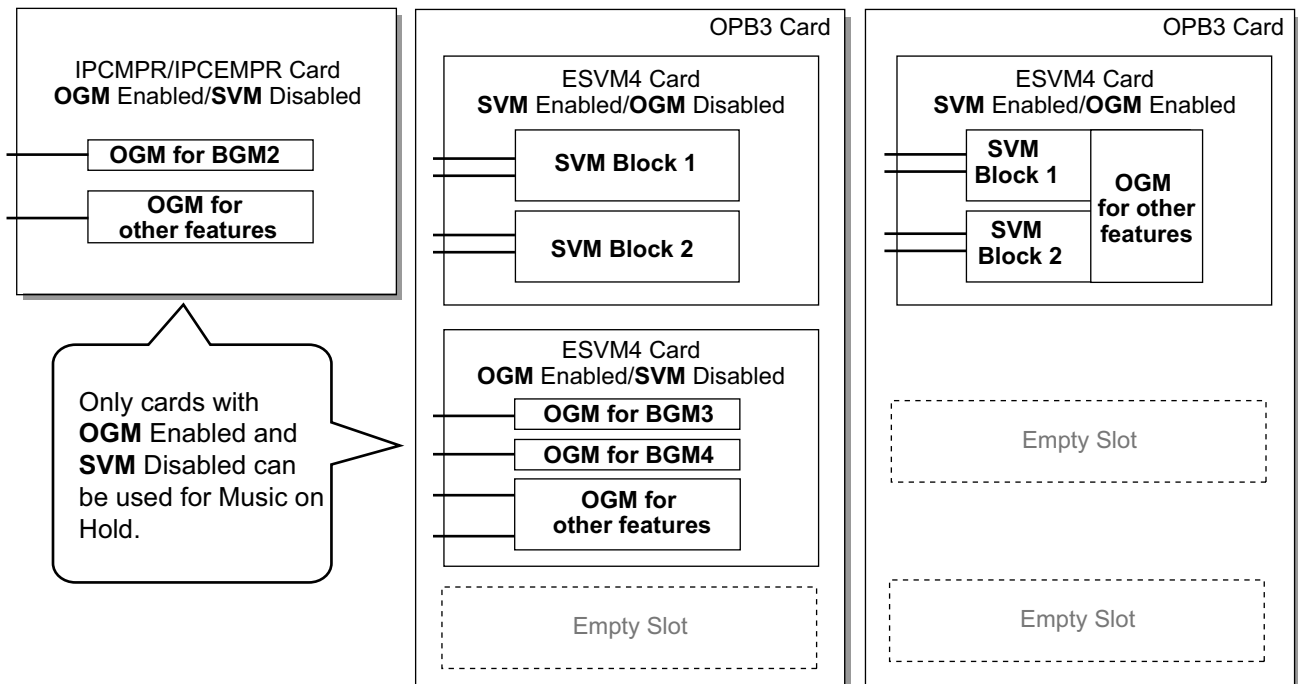 IPCMPR/IPCEMPR Card
OGM Enabled/SVM Disabled
OGM for BGM2
OGM for
other features
Only cards with
OGM Enabled and
SVM Disabled can
be used for Music on
Hold.
OPB3 Card
ESVM4 Card
SVM Enabled/OGM Disabled
SVM Block 1
SVM Block 2
ESVM4 Card
OGM Enabled/SVM Disabled
OGM for BGM3
OGM for BGM4
OGM for
other features
Empty Slot
OPB3 Card
ESVM4 Card
SVM Enabled/OGM Enabled
SVM
Block 1
SVM
Block 2
OGM
for other
features
Empty Slot
Empty Slot